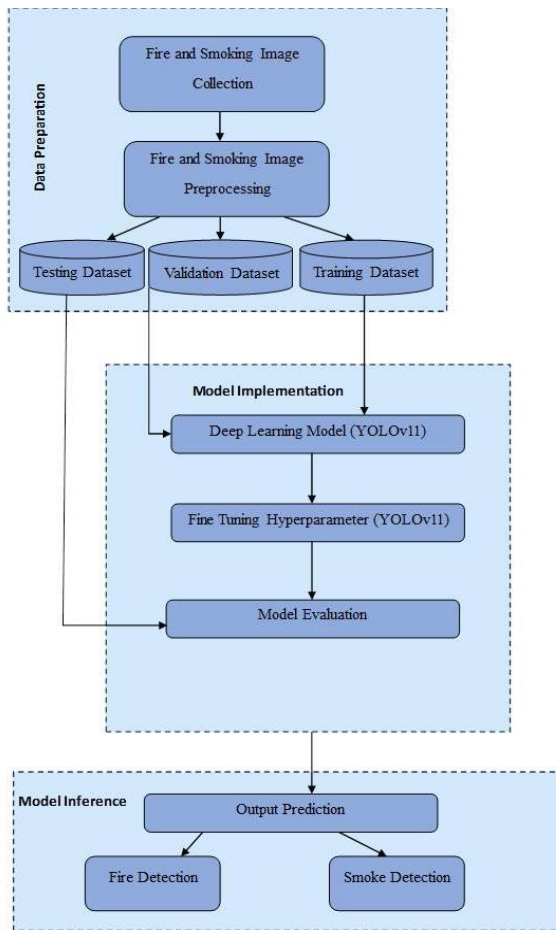 Data Preparation
Fire and Smoking Image
Collection
Fire and Smoking Image
Preprocessing
Testing Dataset
Validation Dataset
Training Dataset
Model Implementation
Deep Learning Model (YOLOv11)
Fine Tuning Hyperparameter (YOLOv11)
Model Evaluation
Model Inference
Output Prediction
Fire Detection
Smoke Detection